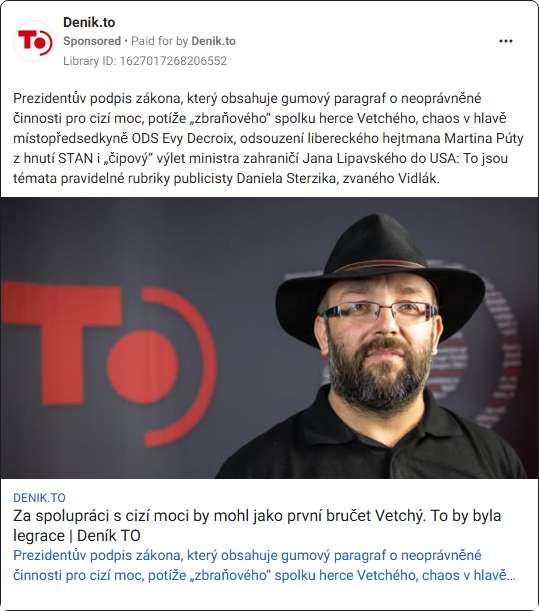 Denik.to
Sponsored • Paid for by Denik.to
Library ID: 1627017268206552
Prezidentův podpis zákona, který obsahuje gumový paragraf o neoprávněné
činnosti pro cizí moc, potíže „zbraňového“ spolku herce Vetchého, chaos v hlavě
místopředsedkyně ODS Evy Decroix, odsouzení libereckého hejtmana Martina Púty
z hnutí STAN i „čipový“ výlet ministra zahraničí Jana Lipavského do USA: To jsou
témata pravidelné rubriky publicisty Daniela Sterzika, zvaného Vidlák.
TO
DENIK.TO
Za spolupráci s cizí moci by mohl jako první bručet Vetchý. To by byla
legrace | Deník TO
Prezidentův podpis zákona, který obsahuje gumový paragraf o neoprávněné
činnosti pro cizí moc, potíže „zbraňového“ spolku herce Vetchého, chaos v hlavě…